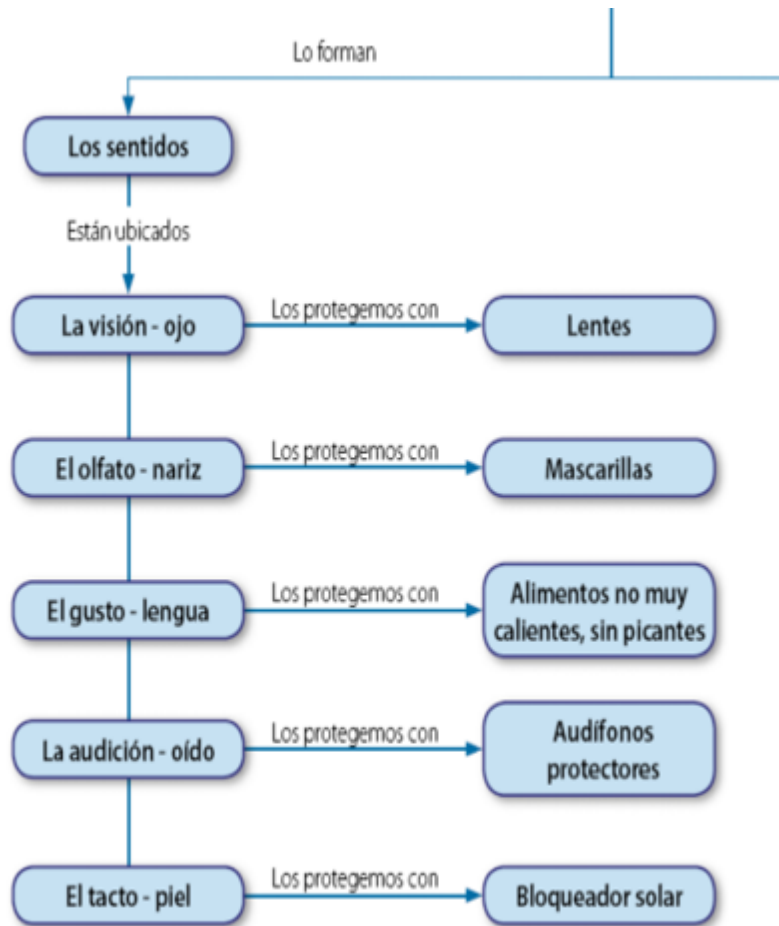 Lo forman
Los sentidos
Están ubicados
La visión - ojo
Los protegemos con
Lentes
El olfato - nariz
Los protegemos con
Mascarillas
El gusto - lengua
Los protegemos con
Alimentos no muy
calientes, sin picantes
La audición - oído
Los protegemos con
Audífonos
protectores
El tacto - piel
Los protegemos con
Bloqueador solar